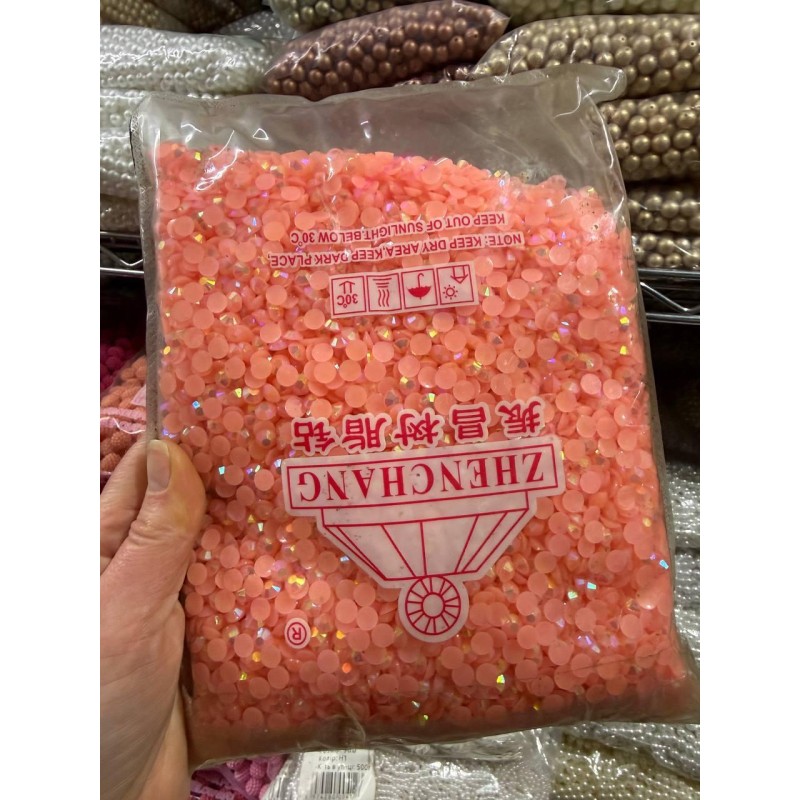 ®
ZHENCHANG
振昌树脂钻
30°C
NOTE: KEEP DRY AREA,KEEP DARK PLACE,
KEEP OUT OF SUNLIGHT,BELOW 30°C